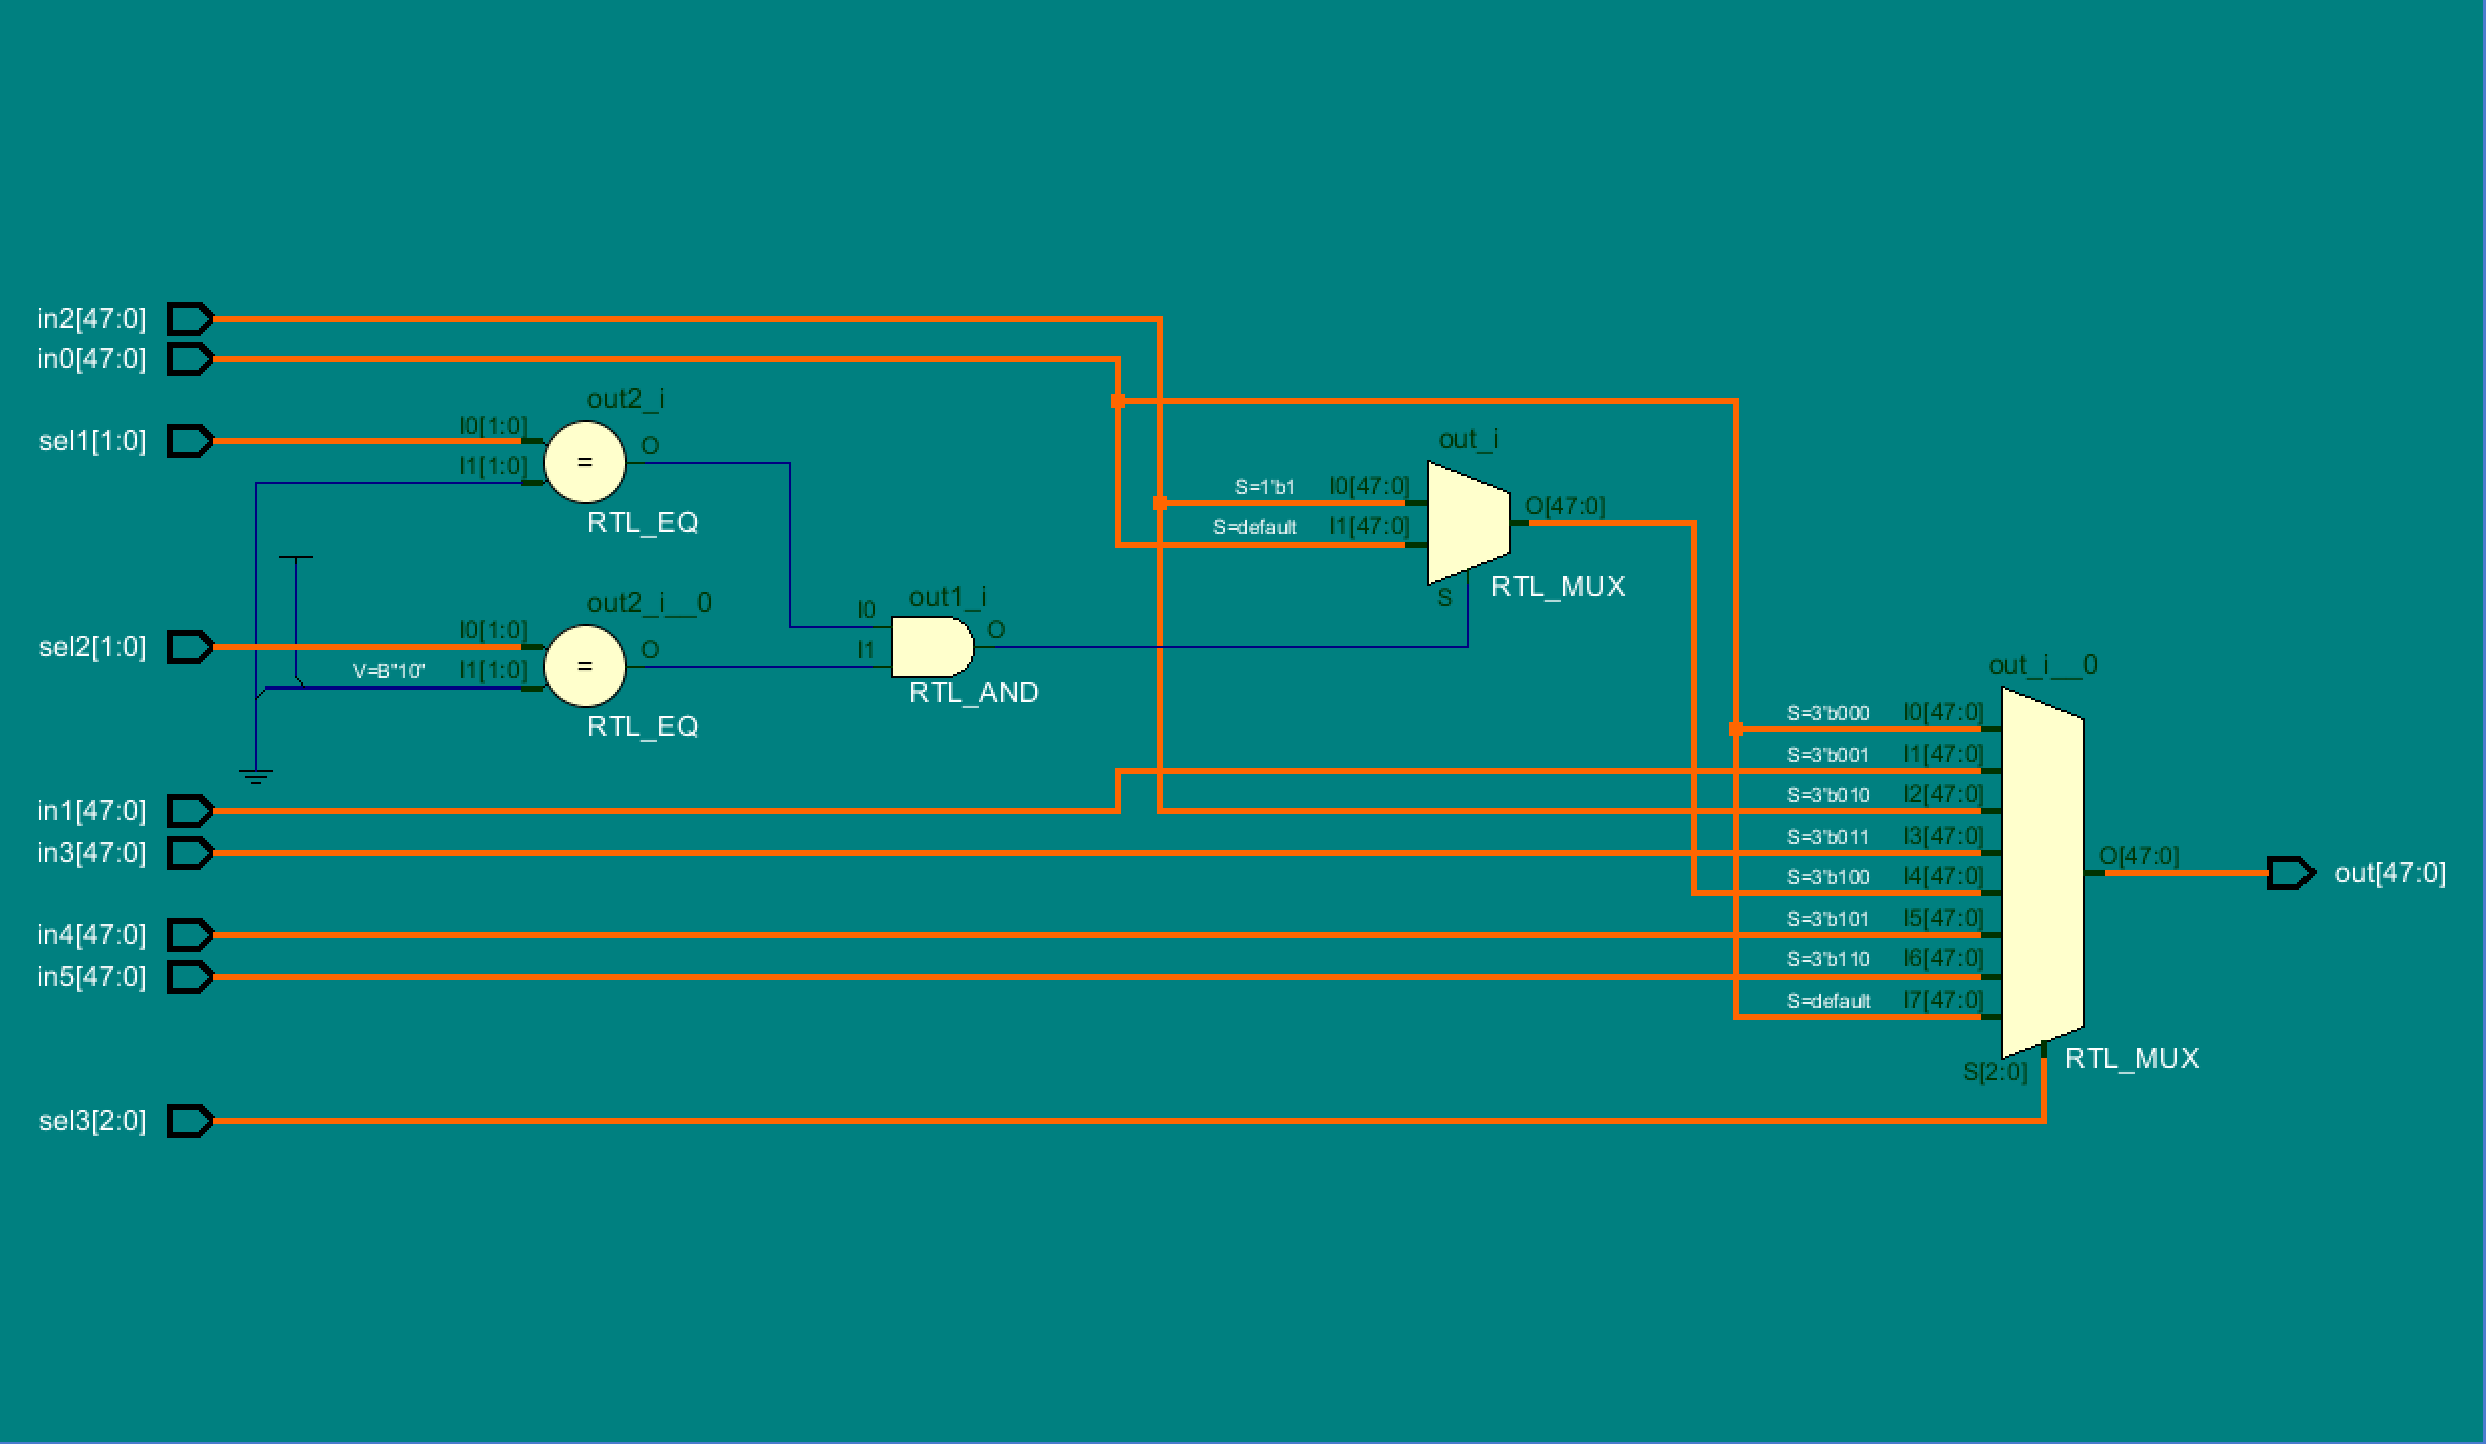 in2[47:0]
in0[47:0]
out2_i
sel1[1:0]
I0[1:0]
O
I1[1:0]
=
RTL_EQ
out_i
S=1'b1
I0[47:0]
S=default
I1[47:0]
O[47:0]
S
RTL_MUX
out2_i__0
sel2[1:0]
I0[1:0]
O
V=B"10"
I1[1:0]
=
RTL_EQ
out1_i
I0
I1
O
RTL_AND
out_i__0
S=3'b000 I0[47:0]
S=3'b001 I1[47:0]
S=3'b010 I2[47:0]
S=3'b011 I3[47:0]
S=3'b100 I4[47:0]
S=3'b101 I5[47:0]
S=3'b110 I6[47:0]
S=default I7[47:0]
O[47:0]
out[47:0]
S[2:0]
RTL_MUX
in1[47:0]
in3[47:0]
in4[47:0]
in5[47:0]
sel3[2:0]